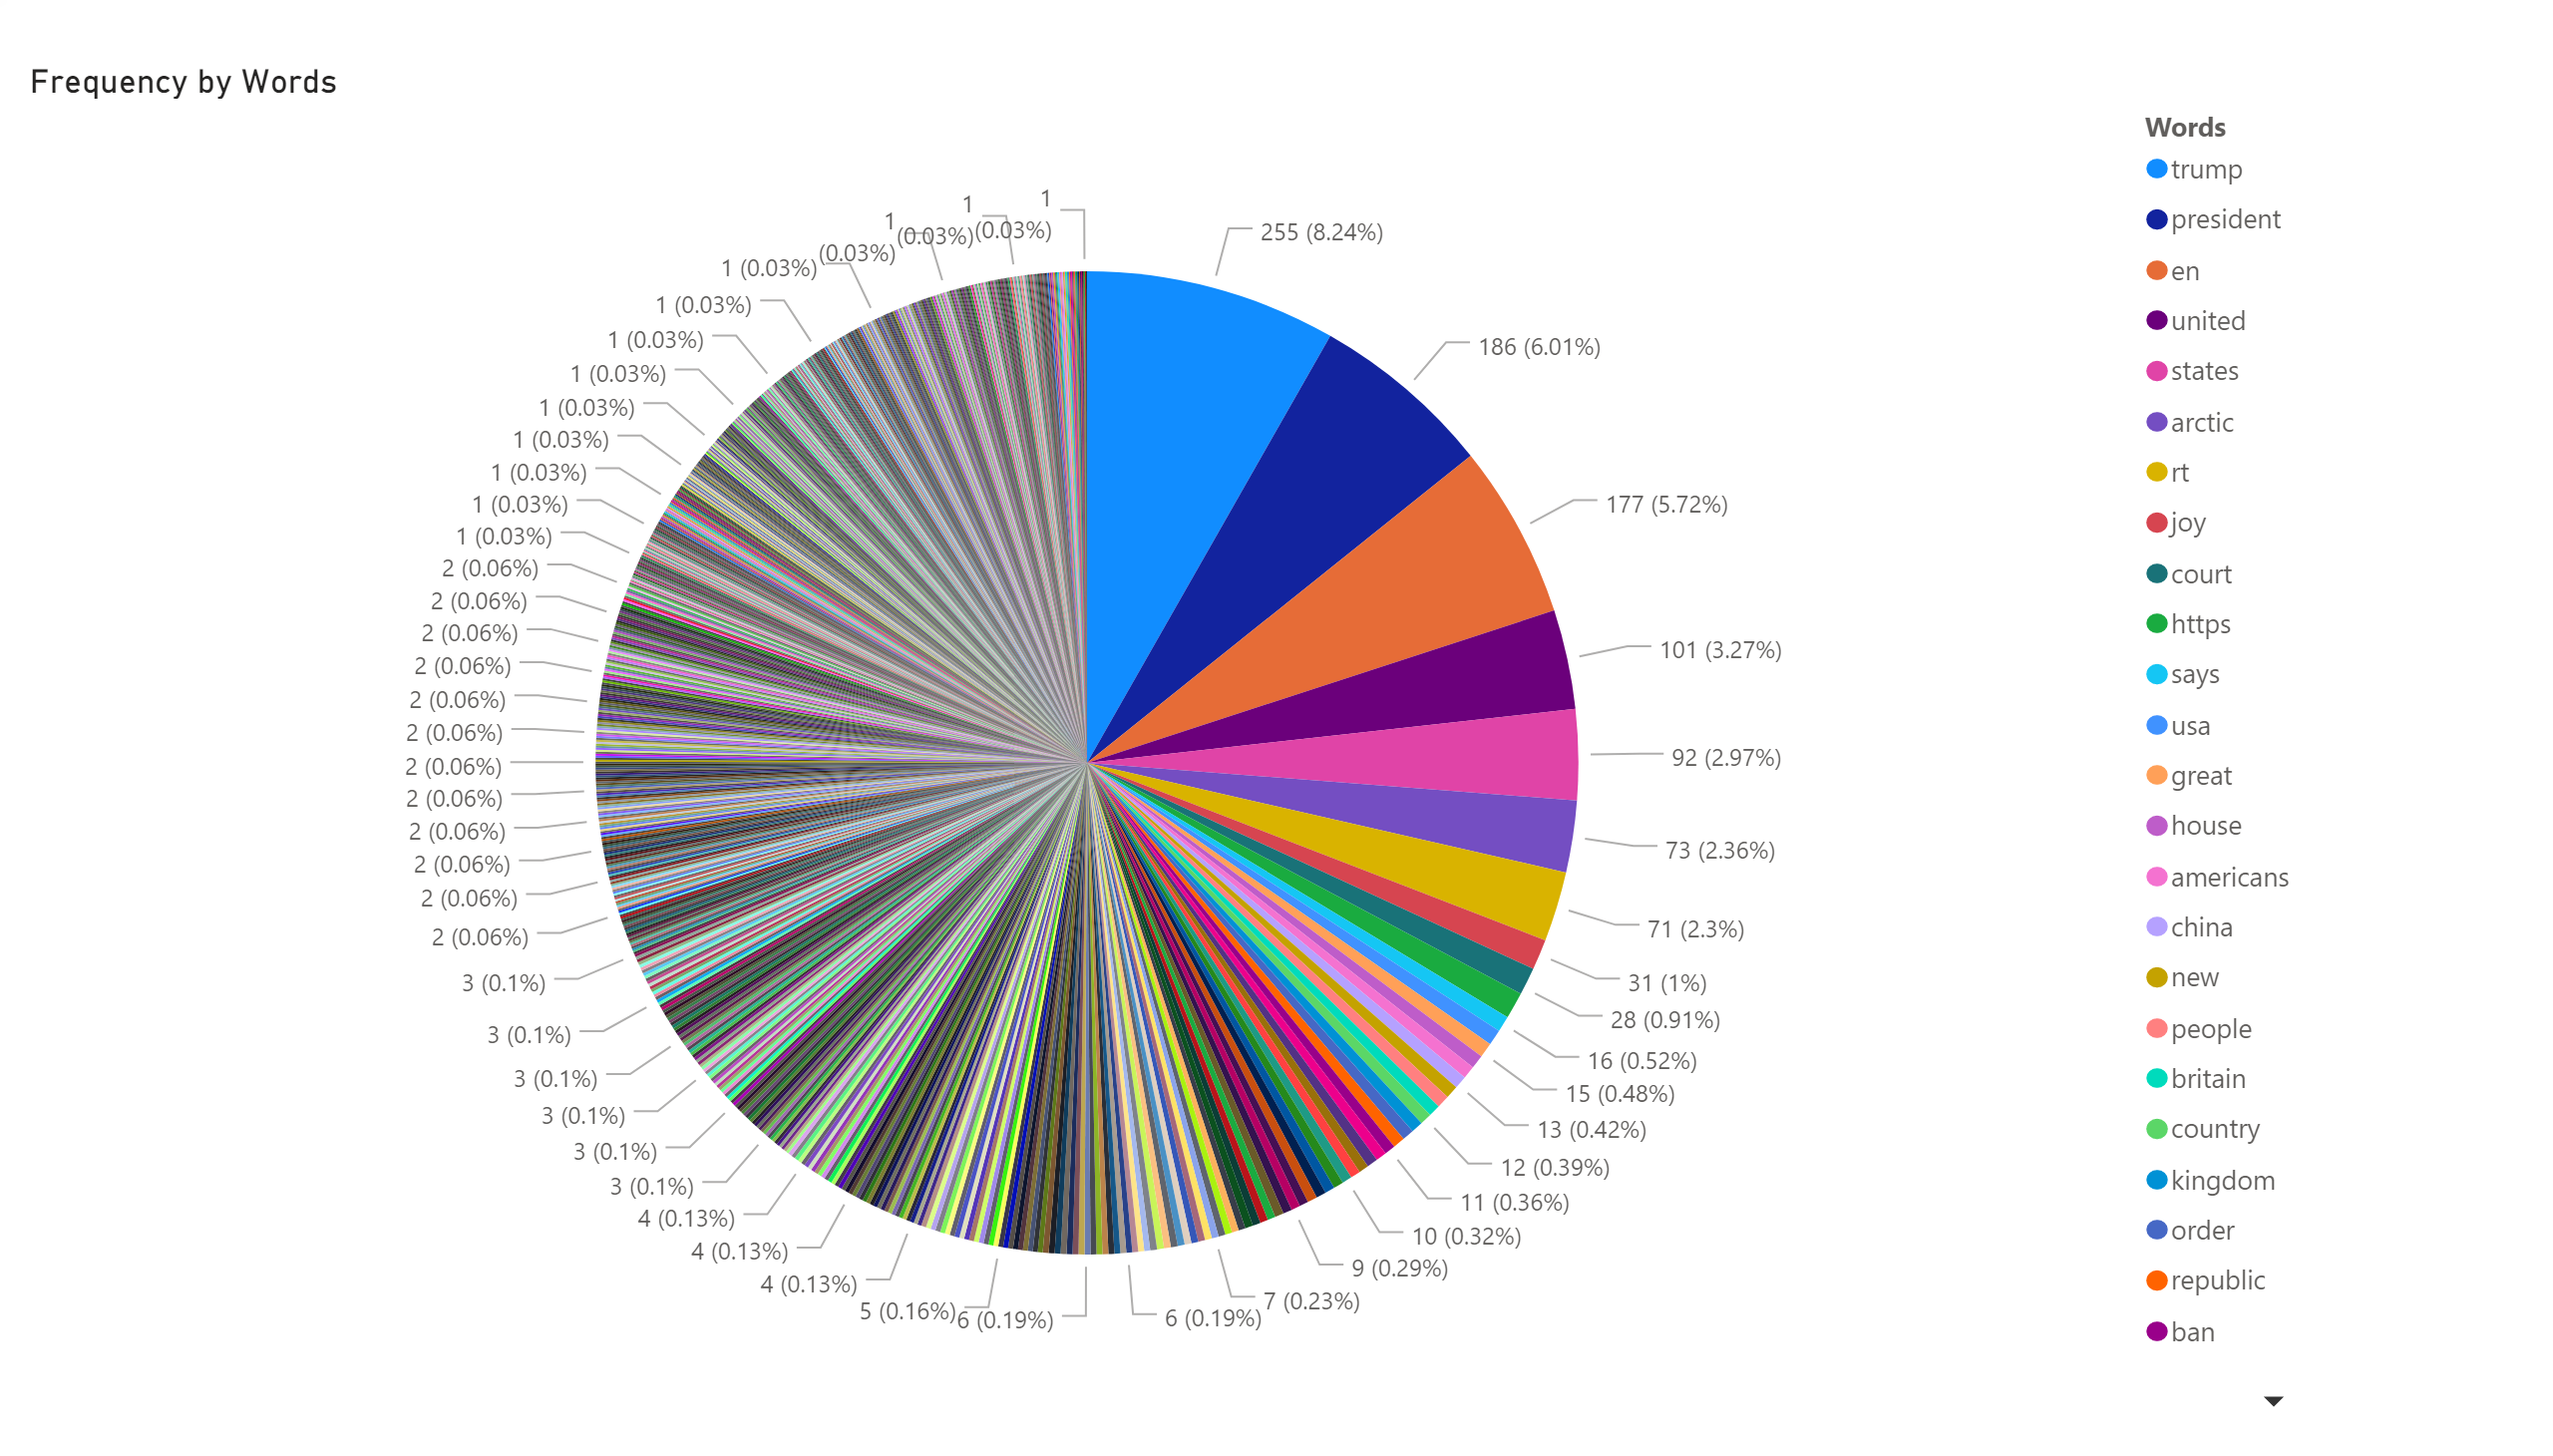 Frequency by Words
1
1
(0.03%)
1
(0.03%)
(0.03%)
1 (0.03%)
1 (0.03%)
1 (0.03%)
1 (0.03%)
1 (0.03%)
1 (0.03%)
1 (0.03%)
1 (0.03%)
1 (0.03%)
2 (0.06%)
2 (0.06%)
2 (0.06%)
2 (0.06%)
2 (0.06%)
2 (0.06%)
2 (0.06%)
2 (0.06%)
2 (0.06%)
2 (0.06%)
2 (0.06%)
2 (0.06%)
3 (0.1%)
3 (0.1%)
3 (0.1%)
3 (0.1%)
3 (0.1%)
3 (0.1%)
4 (0.13%)
4 (0.13%)
4 (0.13%)
5 (0.16%)
6 (0.19%)
255 (8.24%)
186 (6.01%)
177 (5.72%)
101 (3.27%)
92 (2.97%)
73 (2.36%)
71 (2.3%)
31 (1%)
28 (0.91%)
16 (0.52%)
15 (0.48%)
13 (0.42%)
12 (0.39%)
11 (0.36%)
10 (0.32%)
9 (0.29%)
7 (0.23%)
6 (0.19%)
Words
trump
president
en
united
states
arctic
rt
joy
court
https
says
usa
great
house
americans
china
new
people
britain
country
kingdom
order
republic
ban